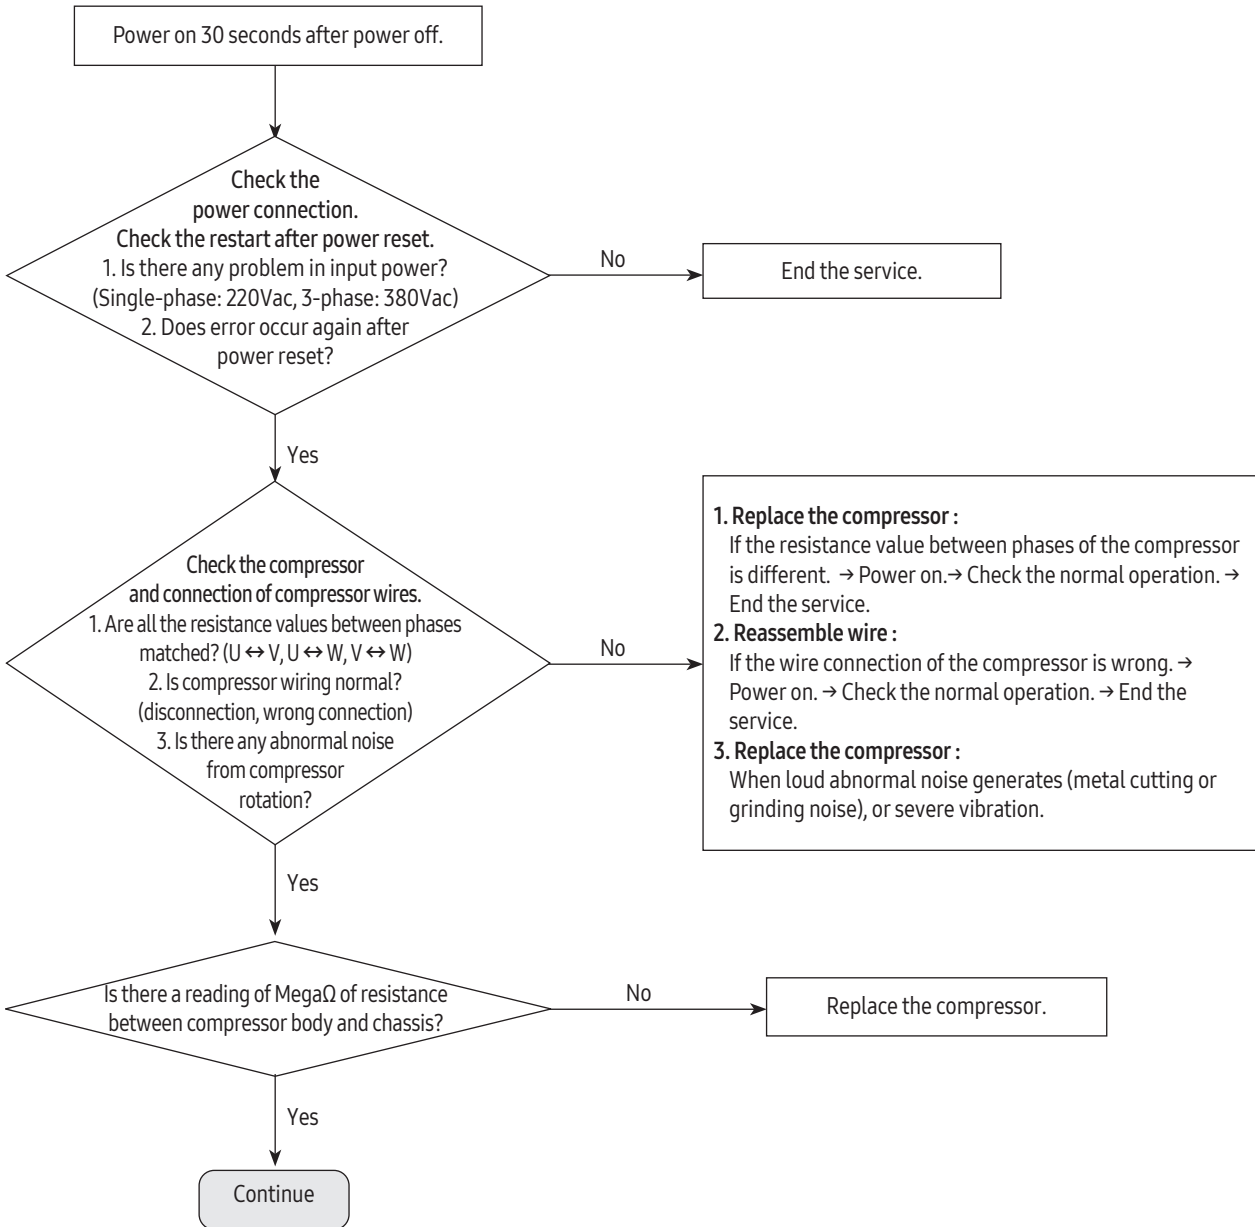 Power on 30 seconds after power off.
Check the
power connection.
Check the restart after power reset.
1. Is there any problem in input power?
(Single-phase: 220Vac, 3-phase: 380Vac)
2. Does error occur again after
power reset?
No
End the service.
Yes
Check the compressor
and connection of compressor wires.
1. Are all the resistance values between phases
matched? (U ↔ V, U ↔ W, V ↔ W)
2. Is compressor wiring normal?
(disconnection, wrong connection)
3. Is there any abnormal noise
from compressor
rotation?
No
1. Replace the compressor :
If the resistance value between phases of the compressor
is different. → Power on.→ Check the normal operation. →
End the service.
2. Reassemble wire :
If the wire connection of the compressor is wrong. →
Power on. → Check the normal operation. → End the
service.
3. Replace the compressor :
When loud abnormal noise generates (metal cutting or
grinding noise), or severe vibration.
Yes
Is there a reading of MegaΩ of resistance
between compressor body and chassis?
No
Replace the compressor.
Yes
Continue